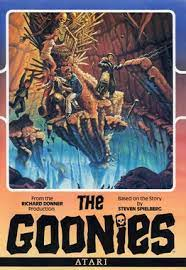 From the
RICHARD DONNER
Production
Based on the Story
by
STEVEN SPIELBERG
THE
GOONIES
ATARI